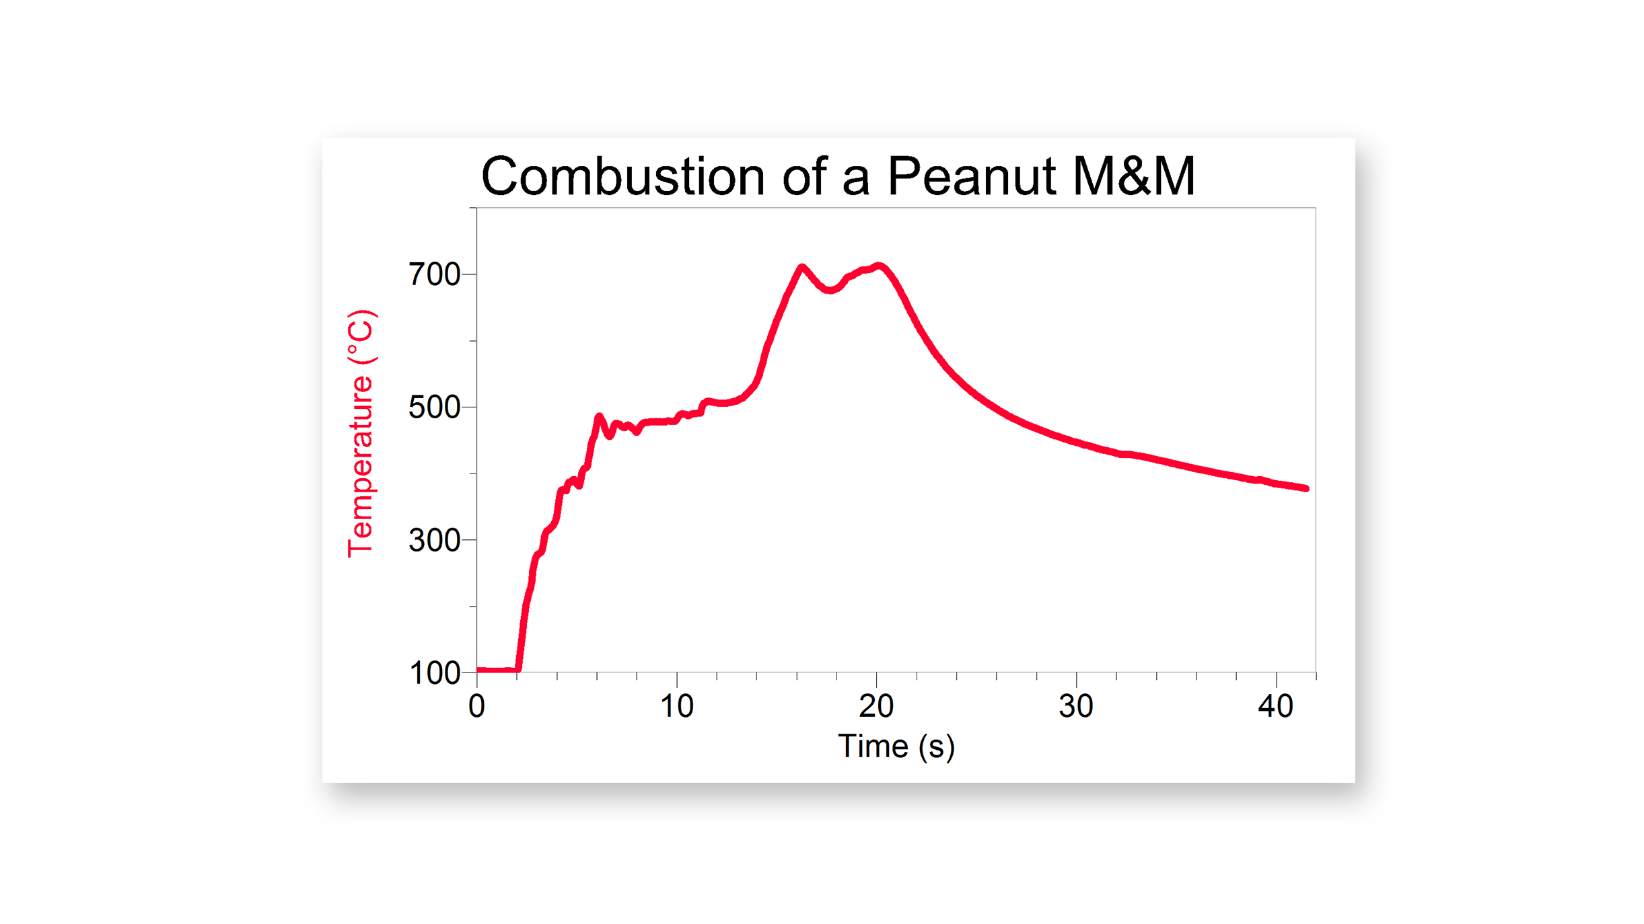 Combustion of a Peanut M&M
Temperature (°C)
700
500
300
100
0 10 20 30 40
Time (s)